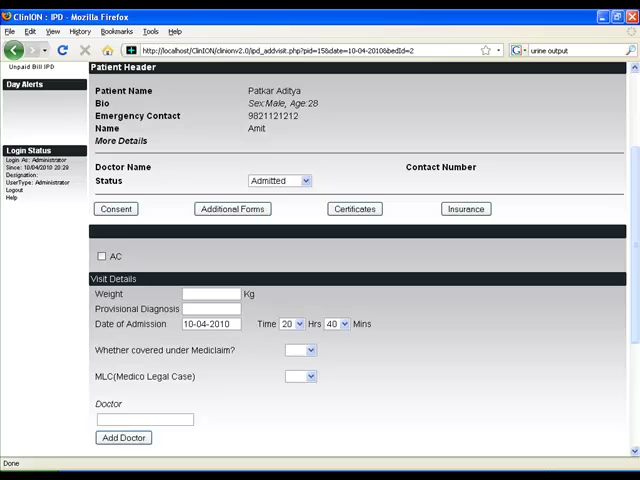 ClinION : IPD - Mozilla Firefox
File Edit View History Bookmarks Tools Help
http://localhost/ClinION/clinionv2.0/ipd_addvisit.php?pid=15&date=10-04-2010&bedId=2
urine output
Unpaid Bill IPD
Day Alerts
Login Status
Login As: Administrator
Since: 10/04/2010 20:29
Designation:
UserType: Administrator
Logout
Help
Patient Header
Patient Name Patkar Aditya
Bio Sex:Male, Age:28
Emergency Contact 9821121212
Name Amit
More Details
Doctor Name Contact Number
Status Admitted
Consent Additional Forms Certificates Insurance
AC
Visit Details
Weight Kg
Provisional Diagnosis
Date of Admission 10-04-2010 Time 20 Hrs 40 Mins
Whether covered under Mediclaim?
MLC(Medico Legal Case)
Doctor
Add Doctor
Done